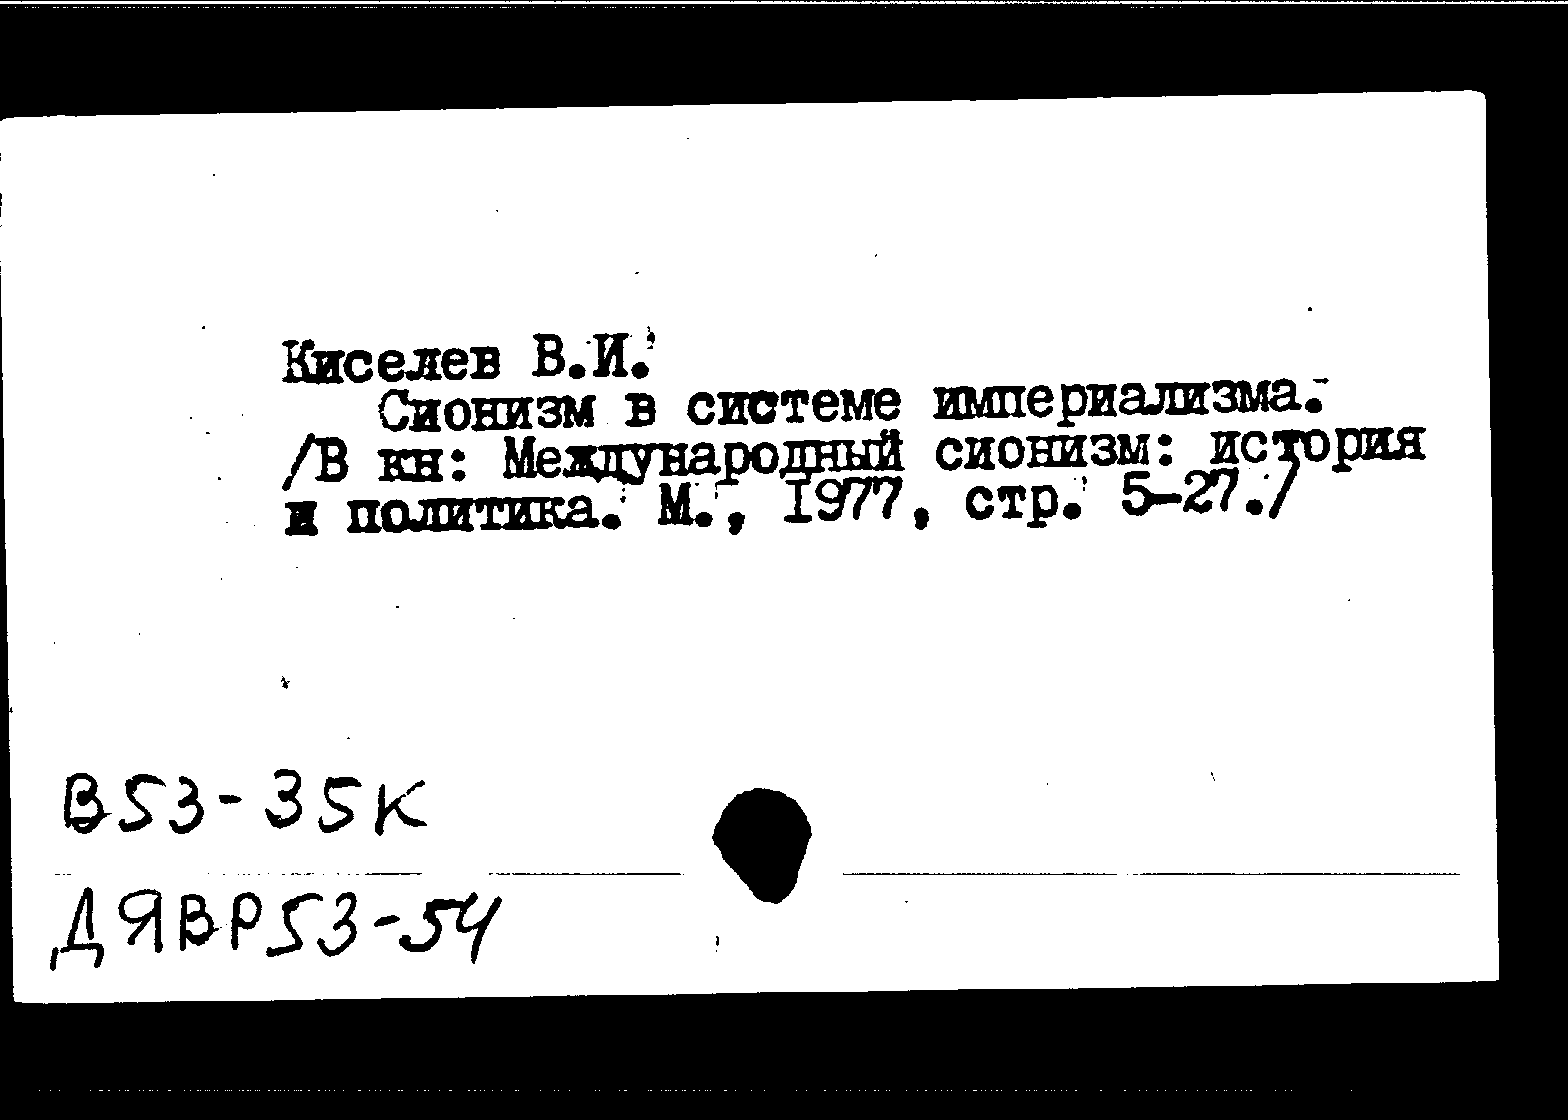 Киселев В.И.
Сионизм в системе империализма.-
/В кн: Международный сионизм: история
и политика. М., 1977, стр. 5-27./
В53-35К
ДЯВР53-54